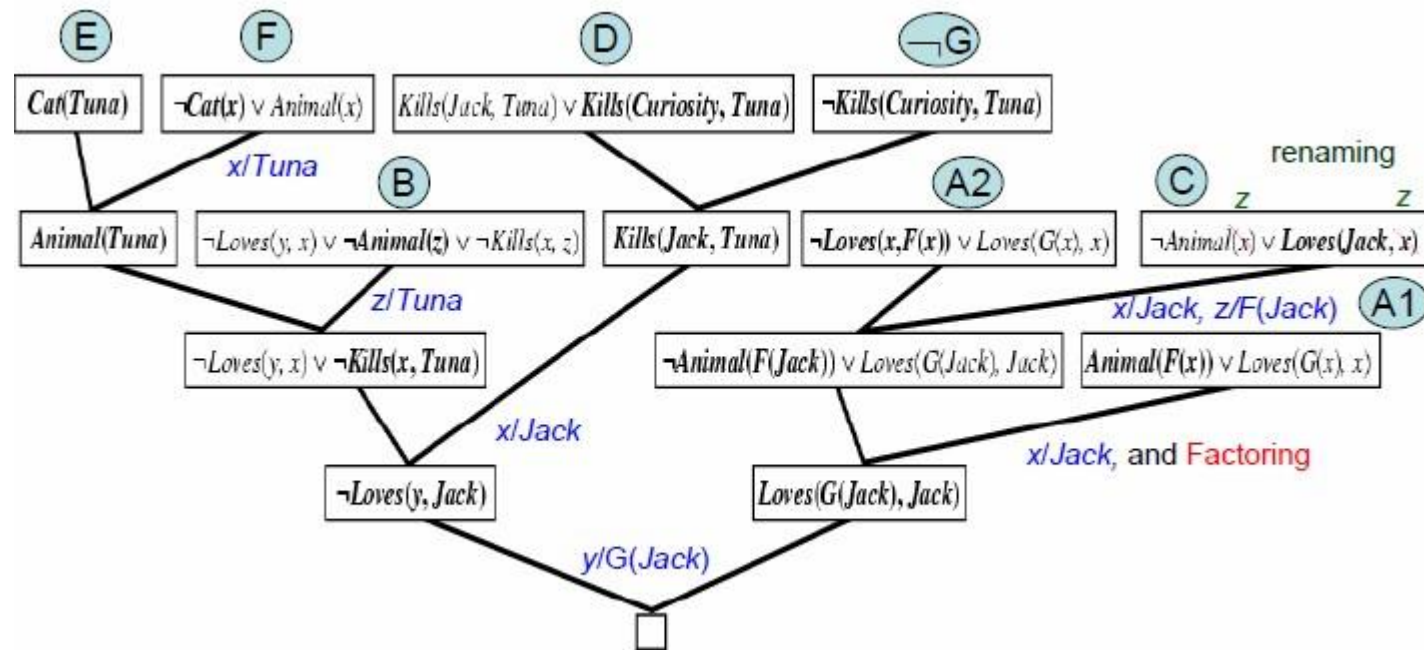 E F D ¬G
Cat(Tuna) ¬Cat(x) ∨ Animal(x) Kills(Jack, Tuna) ∨ Kills(Curiosity, Tuna) ¬Kills(Curiosity, Tuna)
x/Tuna B A2 C renaming
z z
Animal(Tuna) ¬Loves(y, x) ∨ ¬Animal(z) ∨ ¬Kills(x, z) Kills(Jack, Tuna) ¬Loves(x,F(x)) ∨ Loves(G(x), x) ¬Animal(x) ∨ Loves(Jack, x)
z/Tuna x/Jack, z/F(Jack) A1
¬Loves(y, x) ∨ ¬Kills(x, Tuna) ¬Animal(F(Jack)) ∨ Loves(G(Jack), Jack) Animal(F(x)) ∨ Loves(G(x), x)
x/Jack x/Jack, and Factoring
¬Loves(y, Jack) Loves(G(Jack), Jack)
y/G(Jack)